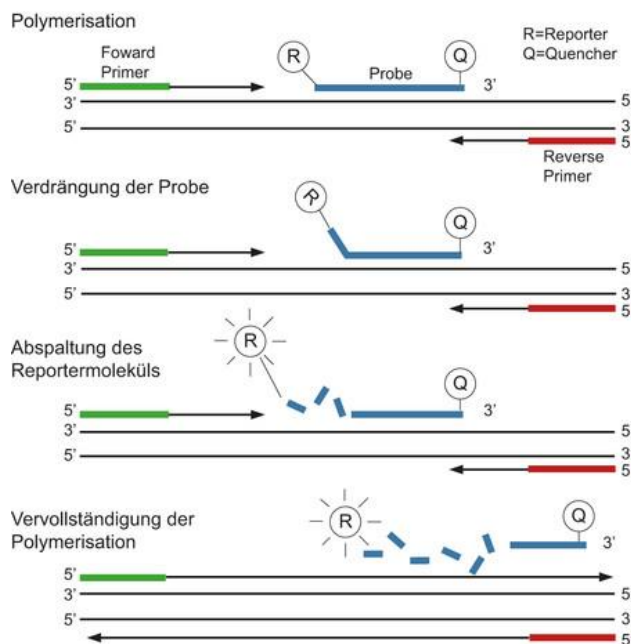 Polymerisation
R=Reporter
Q=Quencher
Foward
Primer
R
Probe
Q
5'
3'
3'
5
5'
3
5
Reverse
Primer
Verdrängung der Probe
R
Q
5'
3'
3'
5
5'
3
5
Abspaltung des
Reportermoleküls
R
Q
5'
3'
3'
5
5'
3
5
Vervollständigung der
Polymerisation
R
Q
3'
5'
3'
5
5'
3
5